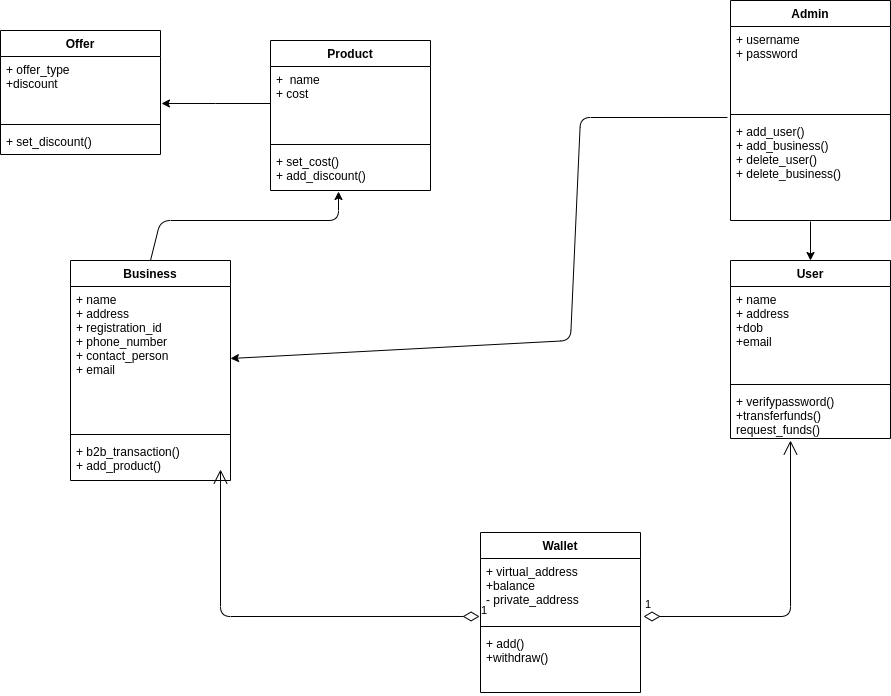 Offer
+ offer_type
+discount
+ set_discount()
Product
+  name
+ cost
+ set_cost()
+ add_discount()
Admin
+ username
+ password
+ add_user()
+ add_business()
+ delete_user()
+ delete_business()
Business
+ name
+ address
+ registration_id
+ phone_number
+ contact_person
+ email
+ b2b_transaction()
+ add_product()
User
+ name
+ address
+dob
+email
+ verifypassword()
+transferfunds()
request_funds()
Wallet
+ virtual_address
+balance
- private_address
+ add()
+withdraw()
1
1